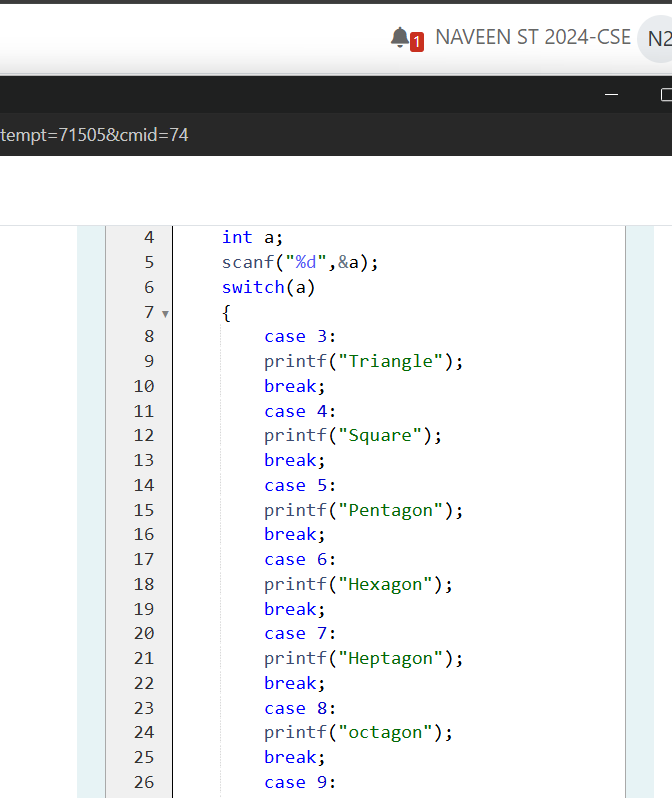 1 NAVEEN ST 2024-CSE N2
tempt=71505&cmid=74
4 int a;
5 scanf("%d",&a);
6 switch(a)
7 {
8 case 3:
9 printf("Triangle");
10 break;
11 case 4:
12 printf("Square");
13 break;
14 case 5:
15 printf("Pentagon");
16 break;
17 case 6:
18 printf("Hexagon");
19 break;
20 case 7:
21 printf("Heptagon");
22 break;
23 case 8:
24 printf("octagon");
25 break;
26 case 9: